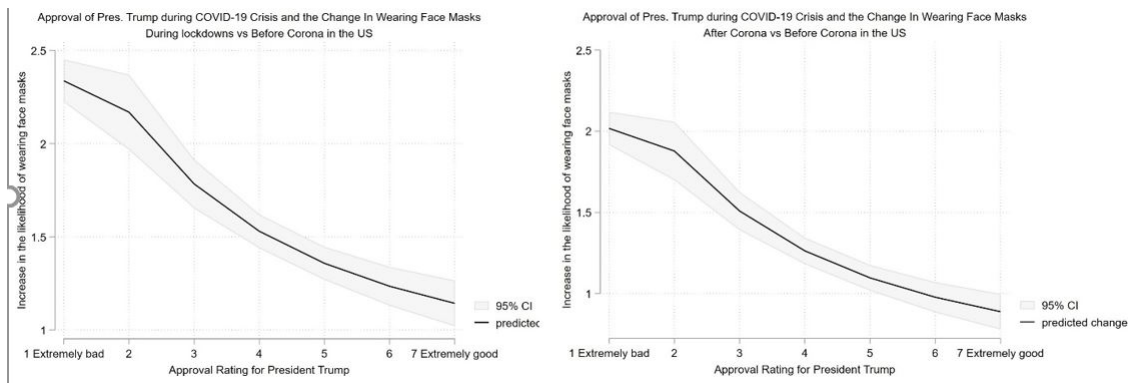 Approval of Pres. Trump during COVID-19 Crisis and the Change In Wearing Face Masks
During lockdowns vs Before Corona in the US
Increase in the likelihood of wearing face masks
2.5
2
1.5
1
1 Extremely bad 2 3 4 5 6 7 Extremely good
Approval Rating for President Trump
95% CI
predictec
Approval of Pres. Trump during COVID-19 Crisis and the Change In Wearing Face Masks
After Corona vs Before Corona in the US
Increase in the likelihood of wearing face masks
2.5
2
1.5
1
1 Extremely bad 2 3 4 5 6 7 Extremely good
Approval Rating for President Trump
95% CI
predicted change